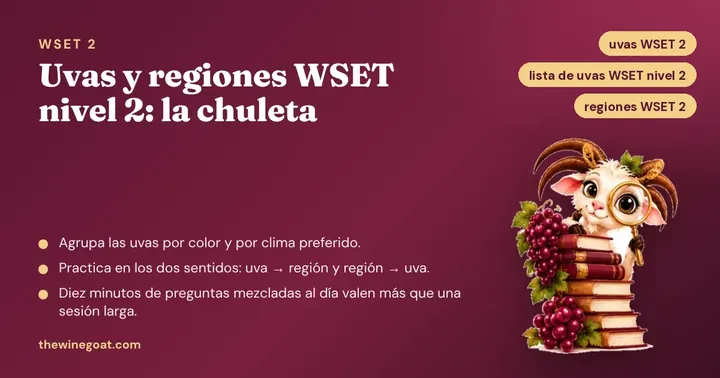 WSET 2
Uvas y regiones WSET
nivel 2: la chuleta
uvas WSET 2
lista de uvas WSET nivel 2
regiones WSET 2
Agrupa las uvas por color y por clima preferido.
Practica en los dos sentidos: uva → región y región → uva.
Diez minutos de preguntas mezcladas al día valen más que una
sesión larga.
thewinegoat.com